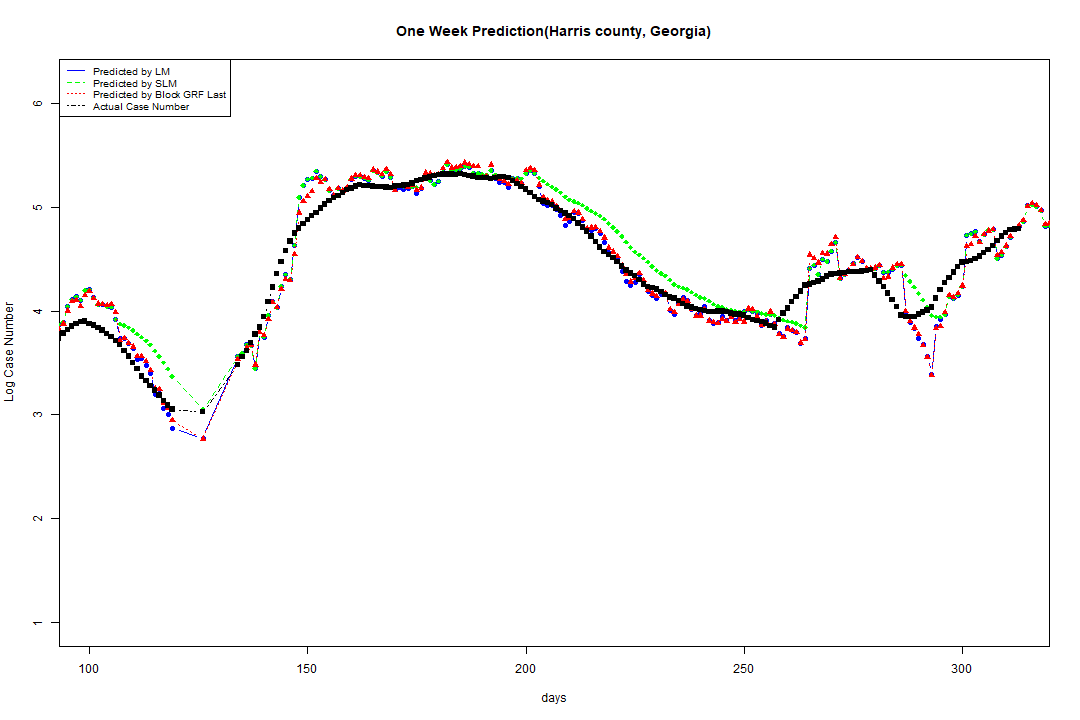 One Week Prediction(Harris county, Georgia)
Predicted by LM
Predicted by SLM
Predicted by Block GRF Last
Actual Case Number
Log Case Number
6
5
4
3
2
1
100 150 200 250 300
days